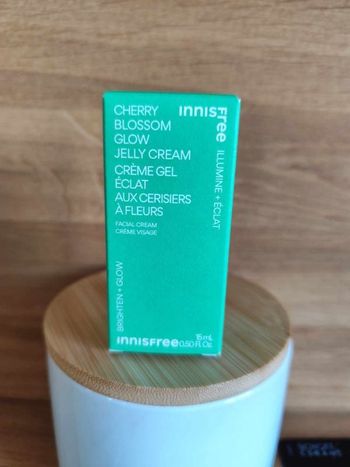 CHERRY
BLOSSOM
GLOW
JELLY CREAM
CRÈME GEL
ÉCLAT
AUX CERISIERS
À FLEURS
FACIAL CREAM
CRÈME VISAGE
innisfree
ILLUMINE + ÉCLAT
BRIGHTEN + GLOW
innisfree
15 mL
0.50 Fl. Oz.